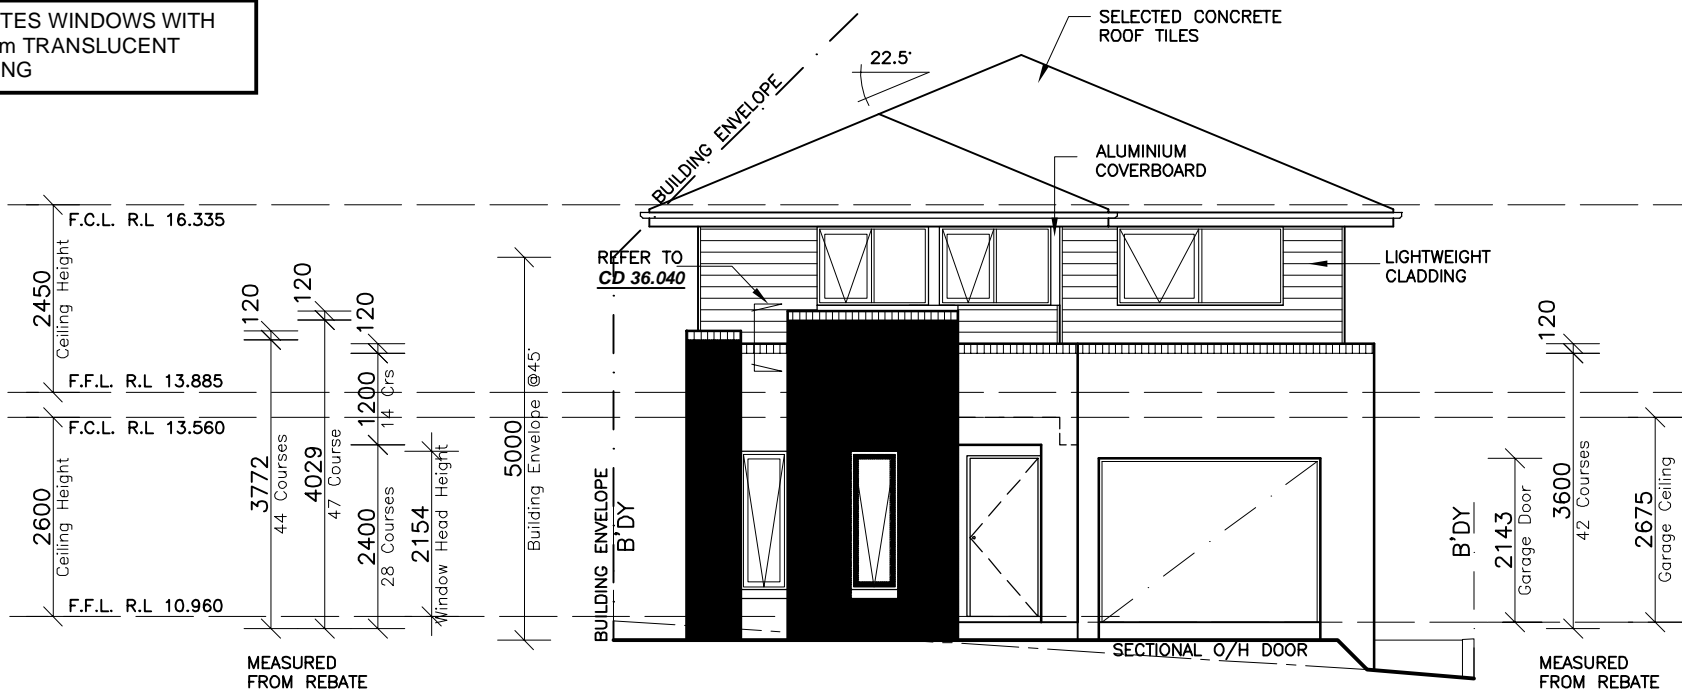 TES WINDOWS WITH
m TRANSLUCENT
NG
SELECTED CONCRETE
ROOF TILES
22.5°
BUILDING ENVELOPE
ALUMINIUM
COVERBOARD
F.C.L. R.L 16.335
REFER TO
CD 36.040
LIGHTWEIGHT
CLADDING
2450
Ceiling Height
120
120
120
120
F.F.L. R.L 13.885
F.C.L. R.L 13.560
1200
14 Crs
5000
Building Envelope @45°
3772
44 Courses
4029
47 Course
2400
28 Courses
2154
Window Head Height
2600
Ceiling Height
BUILDING ENVELOPE
B'DY
B'DY
2143
Garage Door
3600
42 Courses
2675
Garage Ceiling
F.F.L. R.L 10.960
SECTIONAL O/H DOOR
MEASURED
FROM REBATE
MEASURED
FROM REBATE